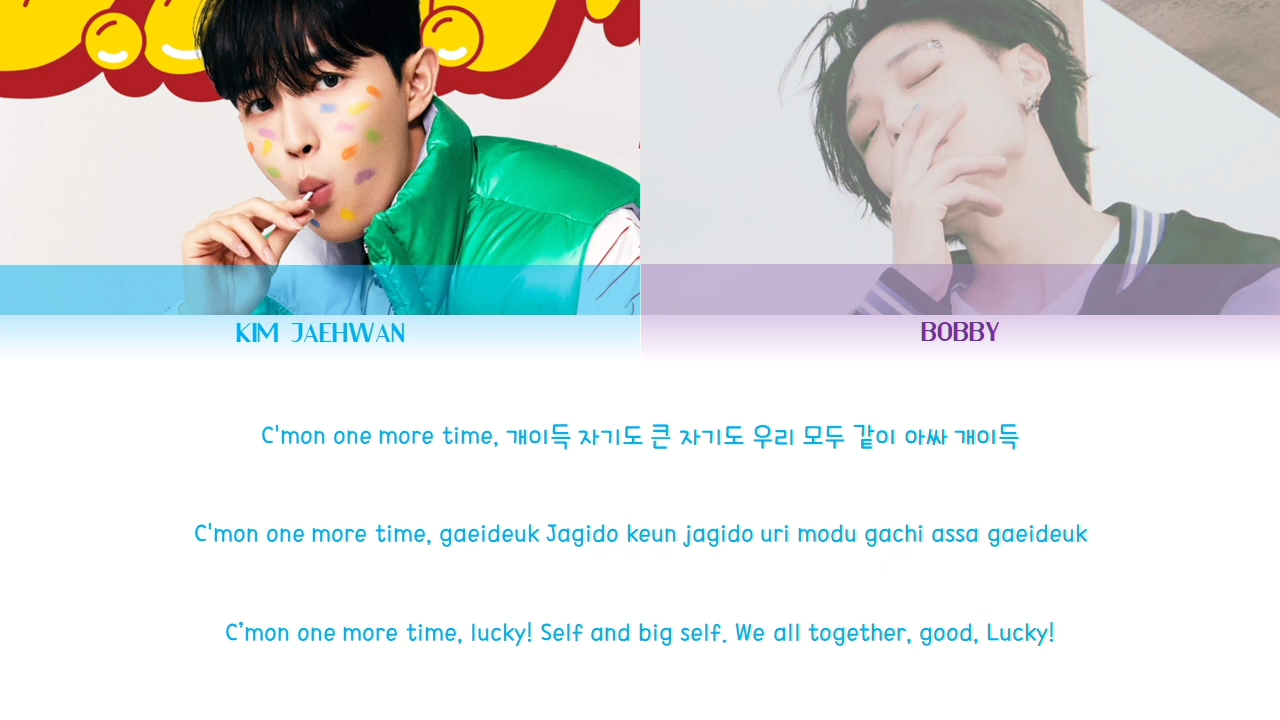 KIM JAEHWAN
BOBBY
C'mon one more time, 개이득 자기도 큰 자기도 우리 모두 같이 아싸 개이득
C'mon one more time, gaeideuk Jagido keun jagido uri modu gachi assa gaeideuk
C’mon one more time, lucky! Self and big self. We all together, good, Lucky!